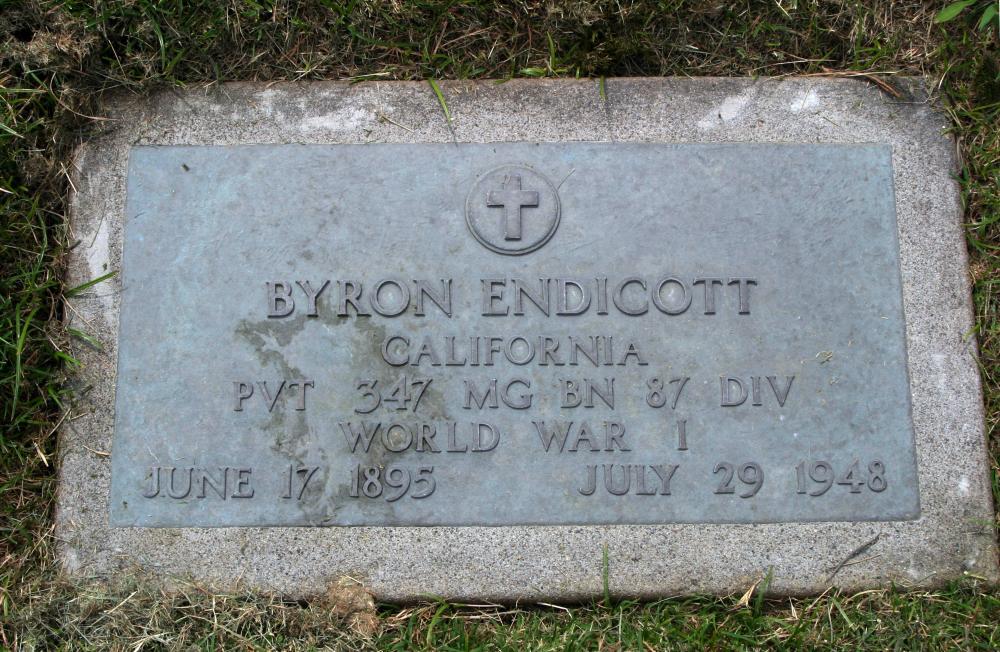 BYRON ENDICOTT
CALIFORNIA
PVT 347 MG BN 87 DIV
WORLD WAR I
JUNE 17 1895 JULY 29 1948